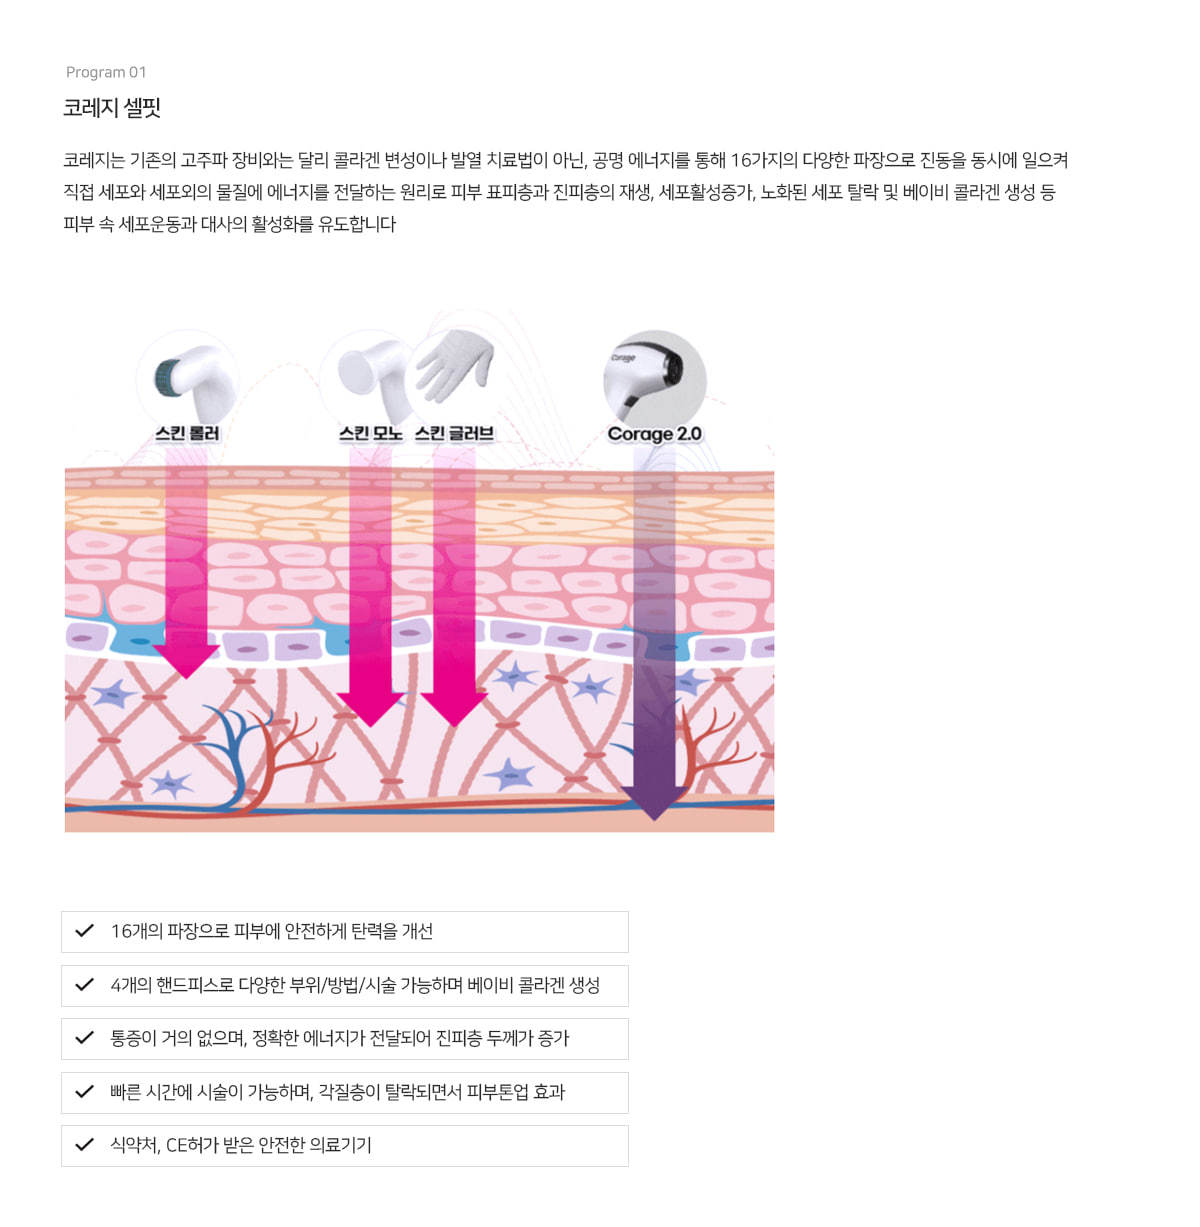 Program 01
코레지 셀핏
코레지는 기존의 고주파 장비와는 달리 콜라겐 변성이나 발열 치료법이 아닌, 공명 에너지를 통해 16가지의 다양한 파장으로 진동을 동시에 일으켜
직접 세포와 세포외의 물질에 에너지를 전달하는 원리로 피부 표피층과 진피층의 재생, 세포활성증가, 노화된 세포 탈락 및 베이비 콜라겐 생성 등
피부 속 세포운동과 대사의 활성화를 유도합니다
Corage
스킨 롤러
스킨 모노
스킨 글러브
Corage 2.0
16개의 파장으로 피부에 안전하게 탄력을 개선
4개의 핸드피스로 다양한 부위/방법/시술 가능하며 베이비 콜라겐 생성
통증이 거의 없으며, 정확한 에너지가 전달되어 진피층 두께가 증가
빠른 시간에 시술이 가능하며, 각질층이 탈락되면서 피부톤업 효과
식약처, CE허가 받은 안전한 의료기기